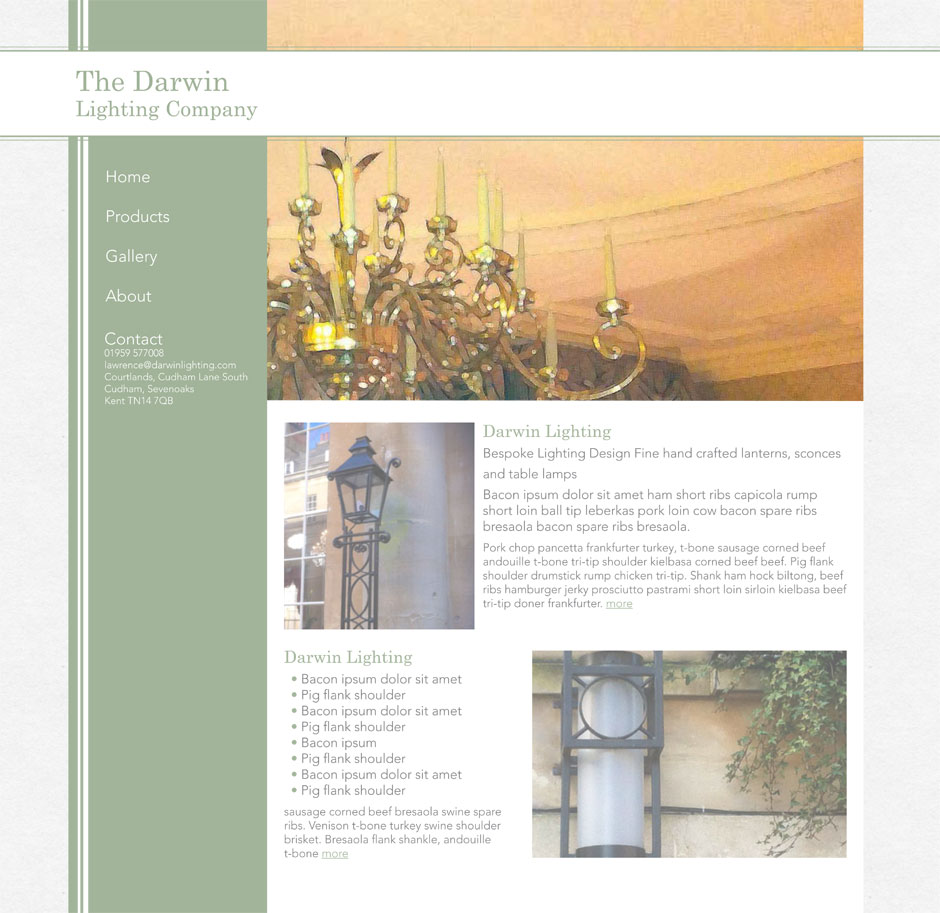 The Darwin
Lighting Company
Home
Products
Gallery
About
Contact
01959 577008
lawrence@darwinlighting.com
Courtlands, Cudham Lane South
Cudham, Sevenoaks
Kent TN14 7QB
Darwin Lighting
Bespoke Lighting Design Fine hand crafted lanterns, sconces
and table lamps
Bacon ipsum dolor sit amet ham short ribs capicola rump
short loin ball tip leberkas pork loin cow bacon spare ribs
bresaola bacon spare ribs bresaola.
Pork chop pancetta frankfurter turkey, t-bone sausage corned beef
andouille t-bone tri-tip shoulder kielbasa corned beef beef. Pig flank
shoulder drumstick rump chicken tri-tip. Shank ham hock biltong, beef
ribs hamburger jerky prosciutto pastrami short loin sirloin kielbasa beef
tri-tip doner frankfurter. more
Darwin Lighting
• Bacon ipsum dolor sit amet
• Pig flank shoulder
• Bacon ipsum dolor sit amet
• Pig flank shoulder
• Bacon ipsum
• Pig flank shoulder
• Bacon ipsum dolor sit amet
• Pig flank shoulder
sausage corned beef bresaola swine spare
ribs. Venison t-bone turkey swine shoulder
brisket. Bresaola flank shankle, andouille
t-bone more